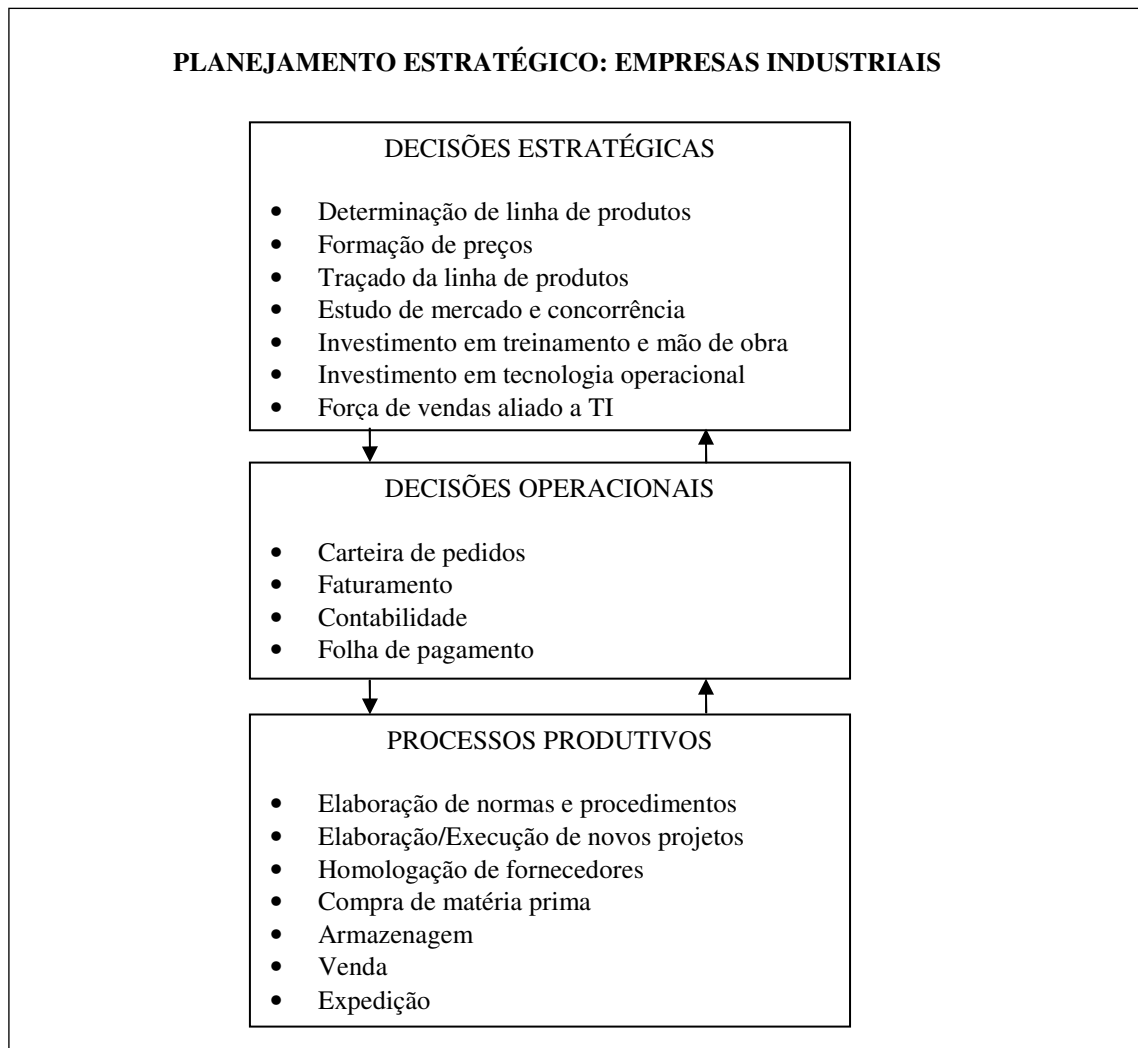 PLANEJAMENTO ESTRATÉGICO: EMPRESAS INDUSTRIAIS
DECISÕES ESTRATÉGICAS
• Determinação de linha de produtos
• Formação de preços
• Traçado da linha de produtos
• Estudo de mercado e concorrência
• Investimento em treinamento e mão de obra
• Investimento em tecnologia operacional
• Força de vendas aliado a TI
DECISÕES OPERACIONAIS
• Carteira de pedidos
• Faturamento
• Contabilidade
• Folha de pagamento
PROCESSOS PRODUTIVOS
• Elaboração de normas e procedimentos
• Elaboração/Execução de novos projetos
• Homologação de fornecedores
• Compra de matéria prima
• Armazenagem
• Venda
• Expedição